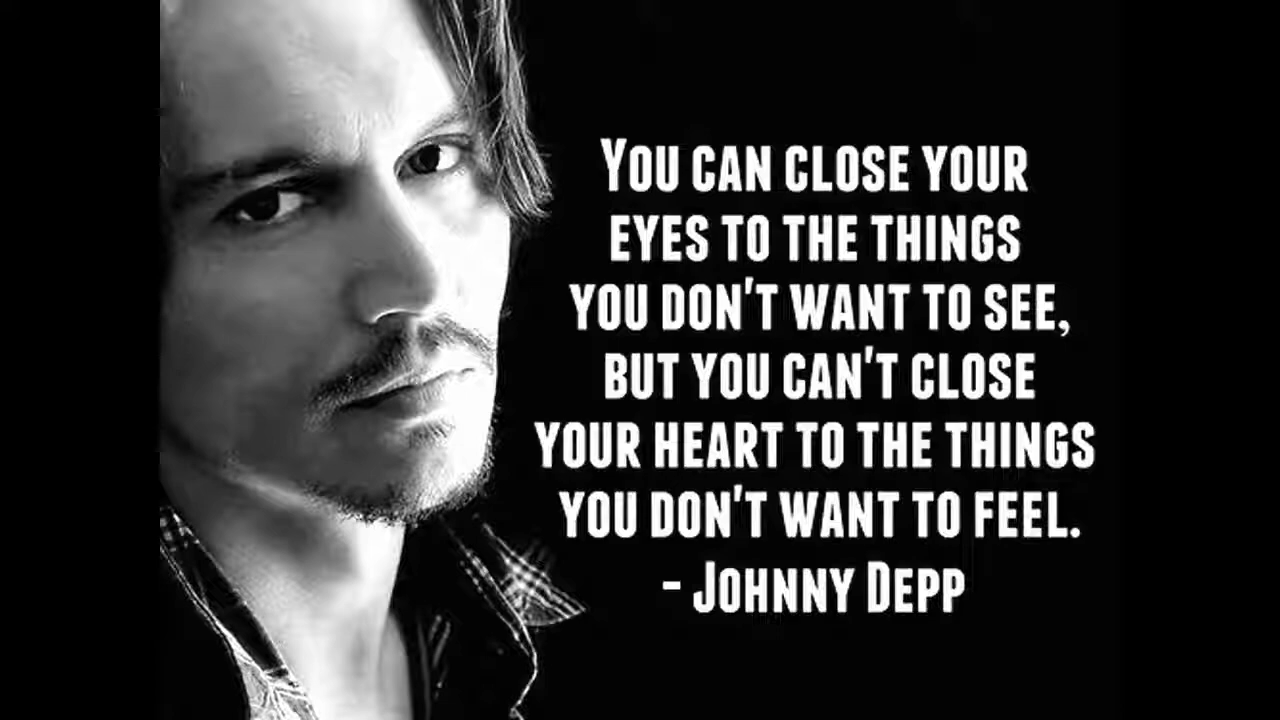 You can close your
eyes to the things
you don't want to see,
but you can't close
your heart to the things
you don't want to feel.
- Johnny Depp